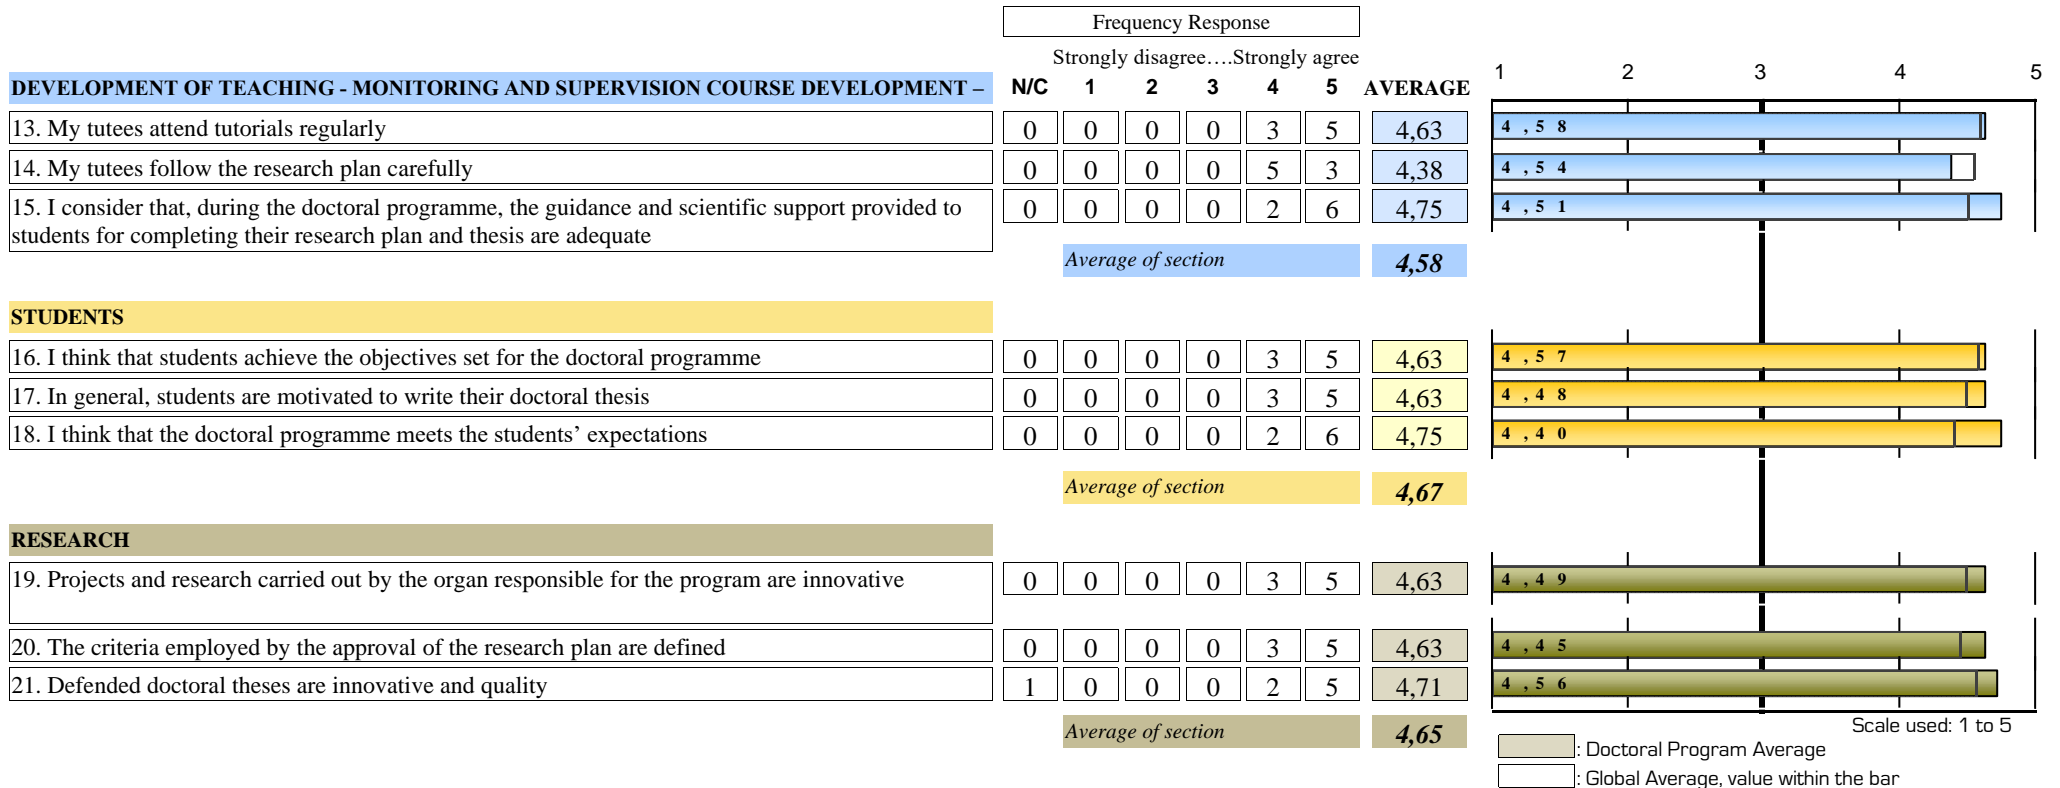 Frequency Response
Strongly disagree….Strongly agree
DEVELOPMENT OF TEACHING - MONITORING AND SUPERVISION COURSE DEVELOPMENT – N/C 1 2 3 4 5 AVERAGE 1 2 3 4 5
13. My tutees attend tutorials regularly 0 0 0 0 3 5 4,63 4,58
14. My tutees follow the research plan carefully 0 0 0 0 5 3 4,38 4,54
15. I consider that, during the doctoral programme, the guidance and scientific support provided to 0 0 0 0 2 6 4,75 4,51
students for completing their research plan and thesis are adequate
Average of section 4,58
STUDENTS
16. I think that students achieve the objectives set for the doctoral programme 0 0 0 0 3 5 4,63 4,57
17. In general, students are motivated to write their doctoral thesis 0 0 0 0 3 5 4,63 4,48
18. I think that the doctoral programme meets the students’ expectations 0 0 0 0 2 6 4,75 4,40
Average of section 4,67
RESEARCH
19. Projects and research carried out by the organ responsible for the program are innovative 0 0 0 0 3 5 4,63 4,49
20. The criteria employed by the approval of the research plan are defined 0 0 0 0 3 5 4,63 4,45
21. Defended doctoral theses are innovative and quality 1 0 0 0 2 5 4,71 4,56
Average of section 4,65
Scale used: 1 to 5
: Doctoral Program Average
: Global Average, value within the bar